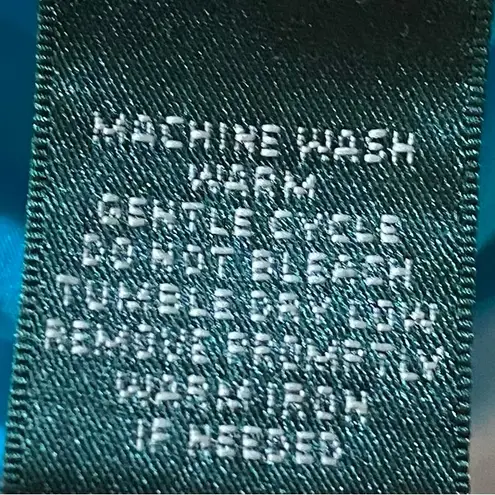 MACHINE WASH
WARM
GENTLE CYCLE
DO NOT BLEACH
TUMBLE DRY LOW
REMOVE PROMPTLY
WARM IRON
IF NEEDED